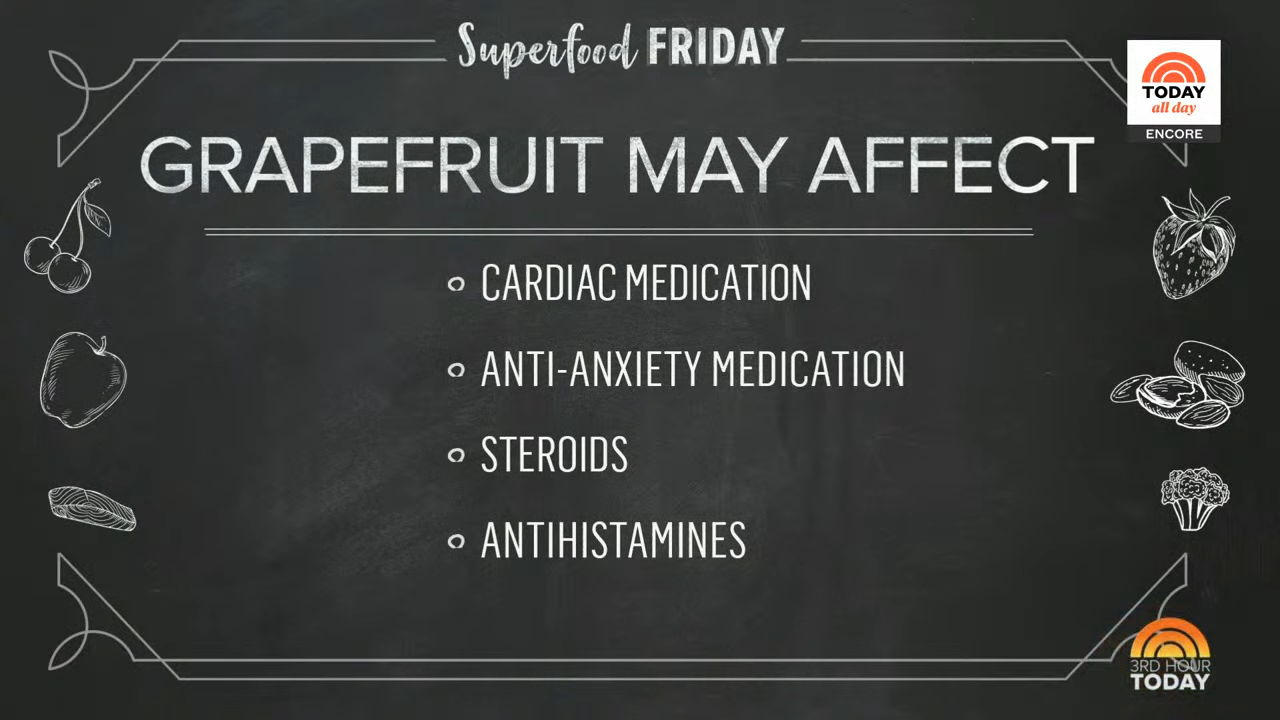 Superfood FRIDAY
TODAY
all day
ENCORE
GRAPEFRUIT MAY AFFECT
CARDIAC MEDICATION
ANTI-ANXIETY MEDICATION
STEROIDS
ANTIHISTAMINES
3RD HOUR
TODAY